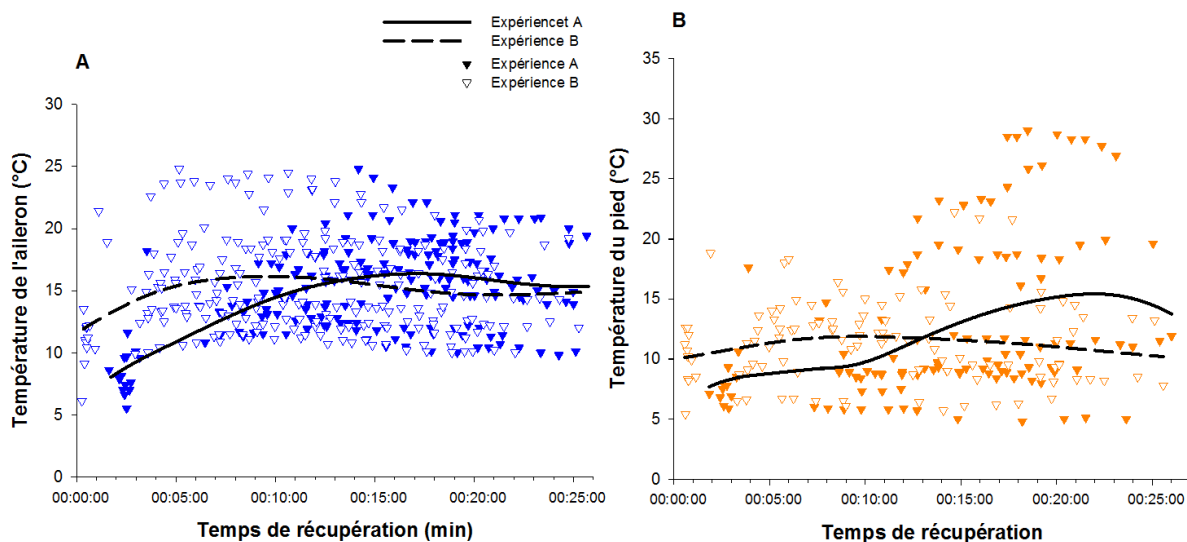 Expériencet A
Expérience B
Expérience A
Expérience B
A
Température de l'aileron (°C)
30
25
20
15
10
5
0
00:00:00 00:05:00 00:10:00 00:15:00 00:20:00 00:25:00
Temps de récupération (min)
B
Température du pied (°C)
35
30
25
20
15
10
5
0
00:00:00 00:05:00 00:10:00 00:15:00 00:20:00 00:25:00
Temps de récupération